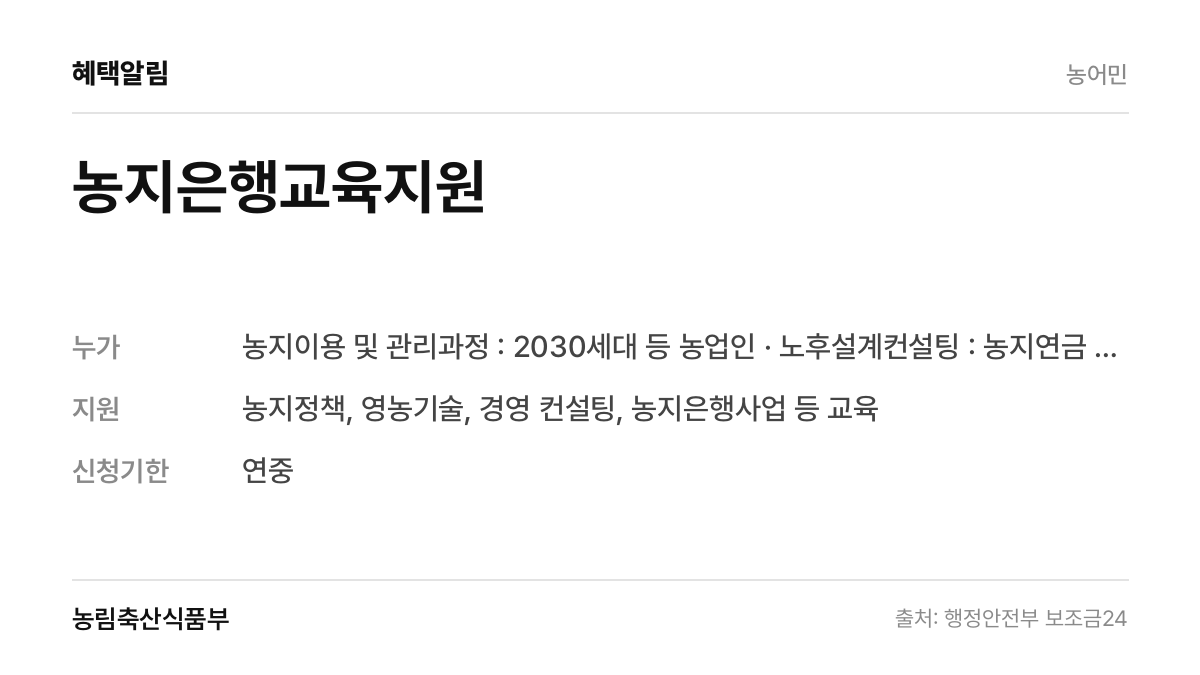 혜택알림
농어민
농지은행교육지원
누가 농지이용 및 관리과정 : 2030세대 등 농업인 · 노후설계컨설팅 : 농지연금 ...
지원 농지정책, 영농기술, 경영 컨설팅, 농지은행사업 등 교육
신청기한 연중
농림축산식품부
출처: 행정안전부 보조금24